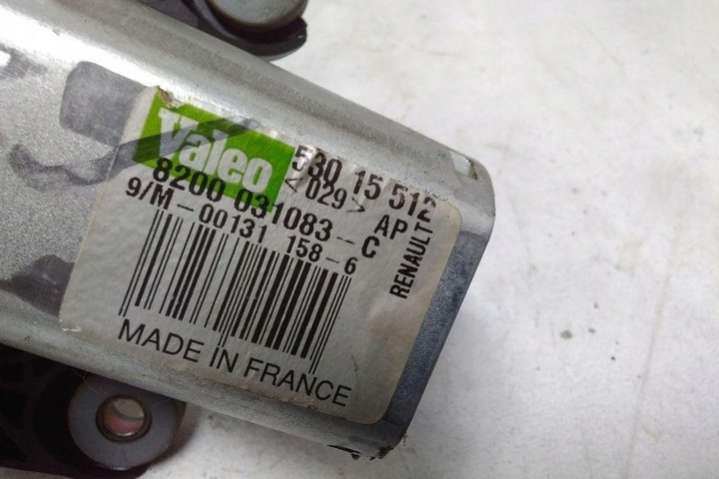 Valeo
530 15 512
< 029 > AP
8200 031083--C
9/M-00131 158-6
RENAULT
MADE IN FRANCE